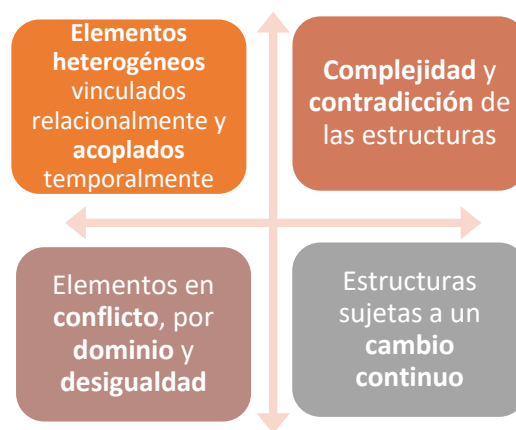 Elementos
heterogéneos
vinculados
relacionalmente y
acoplados
temporalmente
Complejidad y
contradicción de
las estructuras
Elementos en
conflicto, por
dominio y
desigualdad
Estructuras
sujetas a un
cambio
continuo